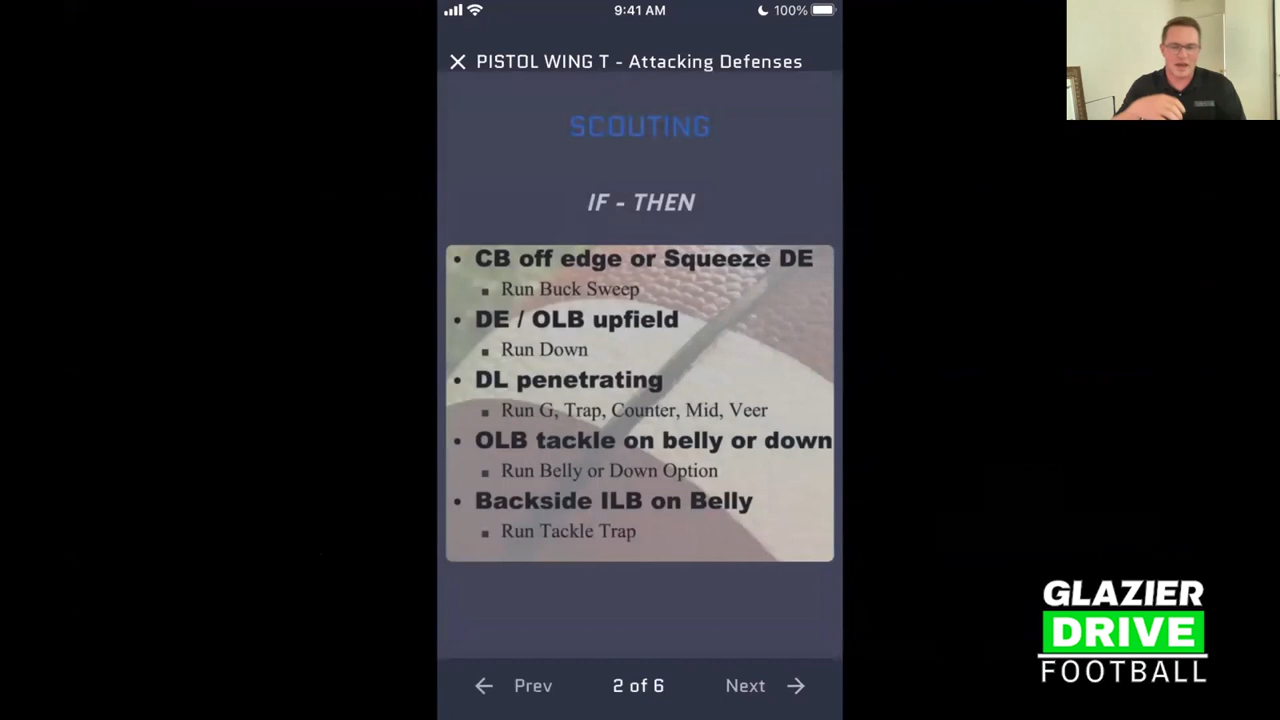 9:41 AM
100%
PISTOL WING T - Attacking Defenses
SCOUTING
IF - THEN
• CB off edge or Squeeze DE
▪ Run Buck Sweep
• DE / OLB upfield
▪ Run Down
• DL penetrating
▪ Run G, Trap, Counter, Mid, Veer
• OLB tackle on belly or down
▪ Run Belly or Down Option
• Backside ILB on Belly
▪ Run Tackle Trap
← Prev
2 of 6
Next →
GLAZIER
DRIVE
FOOTBALL